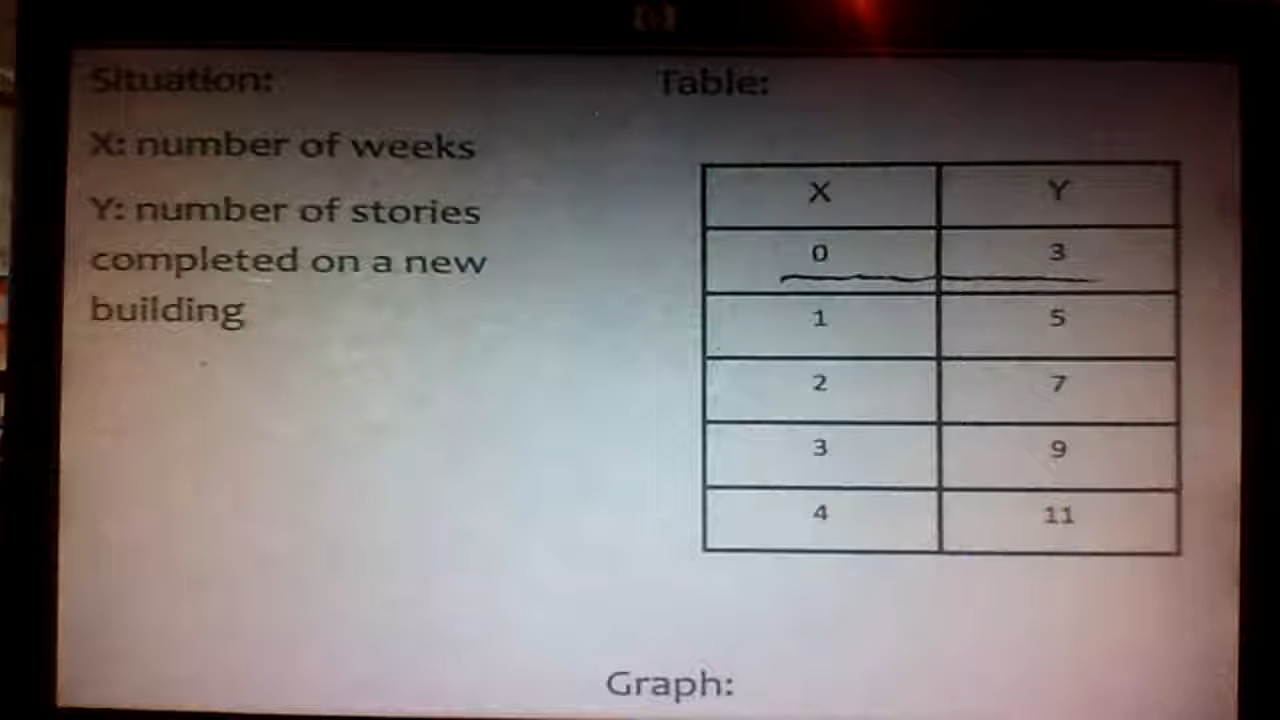 Situation:
Table:
X: number of weeks
Y: number of stories
completed on a new
building
X Y
0 3
1 5
2 7
3 9
4 11
Graph: